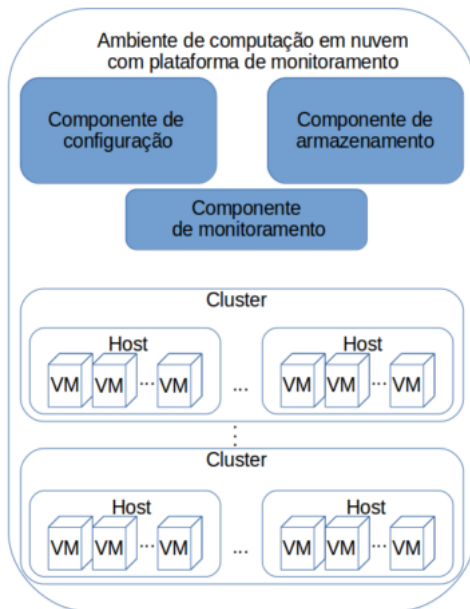 Ambiente de computação em nuvem
com plataforma de monitoramento
Componente de
configuração
Componente de
armazenamento
Componente
de monitoramento
Cluster
Host
Host
VM VM ... VM ... VM VM ... VM
...
Cluster
Host
Host
VM VM ... VM ... VM VM ... VM